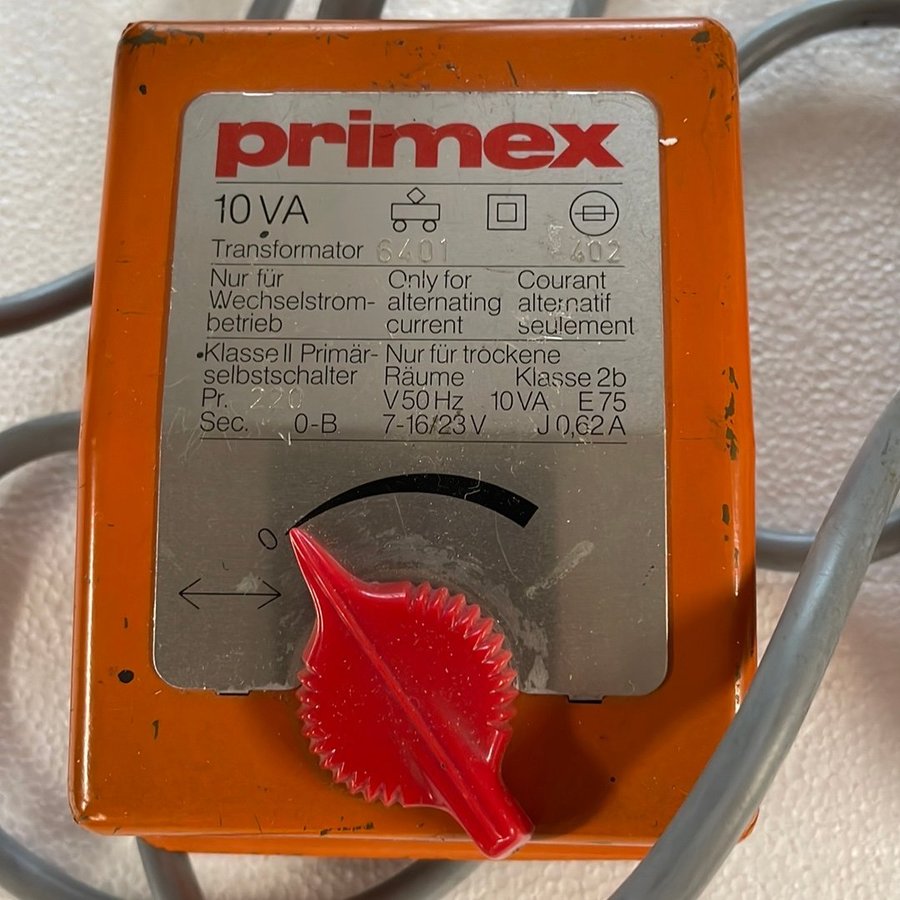 primex
10 VA
Transformator 6401 402
Nur für Only for Courant
Wechselstrom- alternating alternatif
betrieb current seulement
Klasse II Primär- Nur für trockene
selbstschalter Räume Klasse 2b
Pr. 220 V 50 Hz 10 VA E 75
Sec. 0-B 7-16/23 V J 0,62 A
0